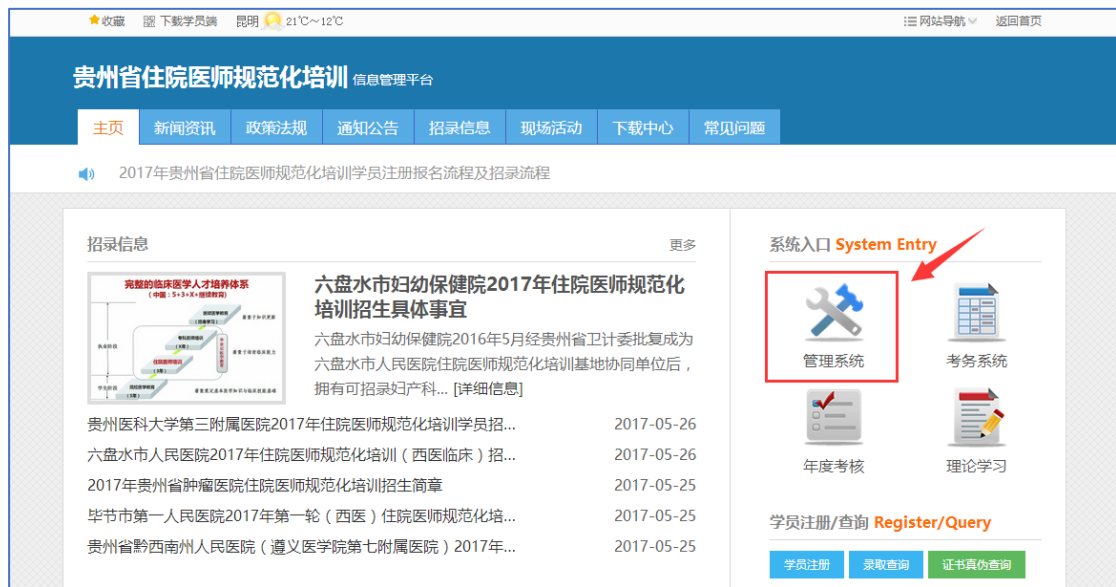 收藏 下载学员端 昆明 21℃～12℃ 网站导航 返回首页
贵州省住院医师规范化培训 信息管理平台
主页 新闻资讯 政策法规 通知公告 招录信息 现场活动 下载中心 常见问题
2017年贵州省住院医师规范化培训学员注册报名流程及招录流程
招录信息 更多
完整的临床医学人才培养体系
（中国：5+3+X+继续教育）
六盘水市妇幼保健院2017年住院医师规范化
培训招生具体事宜
六盘水市妇幼保健院2016年5月经贵州省卫计委批复成为
六盘水市人民医院住院医师规范化培训基地协同单位后，
拥有可招录妇产科... [详细信息]
贵州医科大学第三附属医院2017年住院医师规范化培训学员招... 2017-05-26
六盘水市人民医院2017年住院医师规范化培训（西医临床）招... 2017-05-26
2017年贵州省肿瘤医院住院医师规范化培训招生简章 2017-05-25
毕节市第一人民医院2017年第一轮（西医）住院医师规范化培... 2017-05-25
贵州省黔西南州人民医院（遵义医学院第七附属医院）2017年... 2017-05-25
系统入口 System Entry
管理系统 考务系统
年度考核 理论学习
学员注册/查询 Register/Query
学员注册 录取查询 证书真伪查询